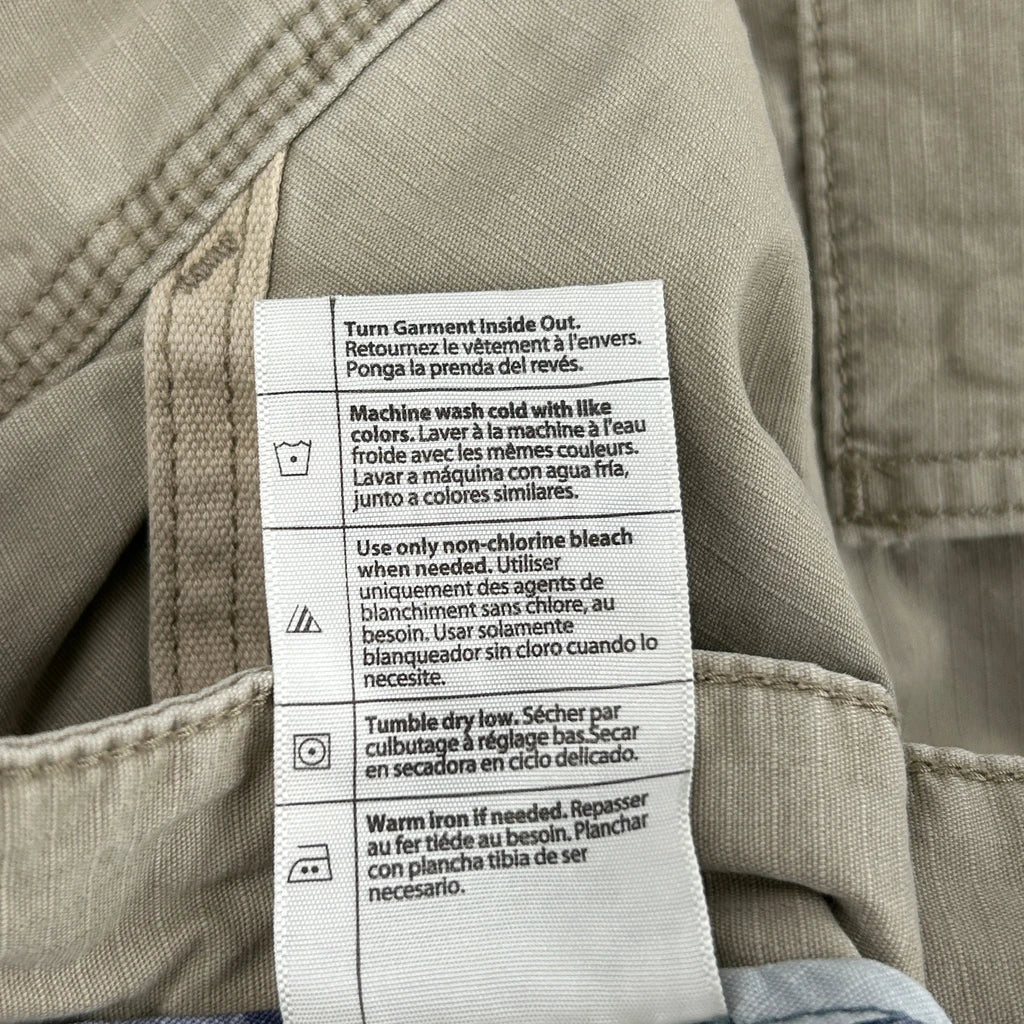 Turn Garment Inside Out.
Retournez le vêtement à l'envers.
Ponga la prenda del revés.
Machine wash cold with like
colors. Laver à la machine à l'eau
froide avec les mêmes couleurs.
Lavar a máquina con agua fría,
junto a colores similares.
Use only non-chlorine bleach
when needed. Utiliser
uniquement des agents de
blanchiment sans chlore, au
besoin. Usar solamente
blanqueador sin cloro cuando lo
necesite.
Tumble dry low. Sécher par
culbutage à réglage bas.Secar
en secadora en ciclo delicado.
Warm iron if needed. Repasser
au fer tiéde au besoin. Planchar
con plancha tibia de ser
necesario.